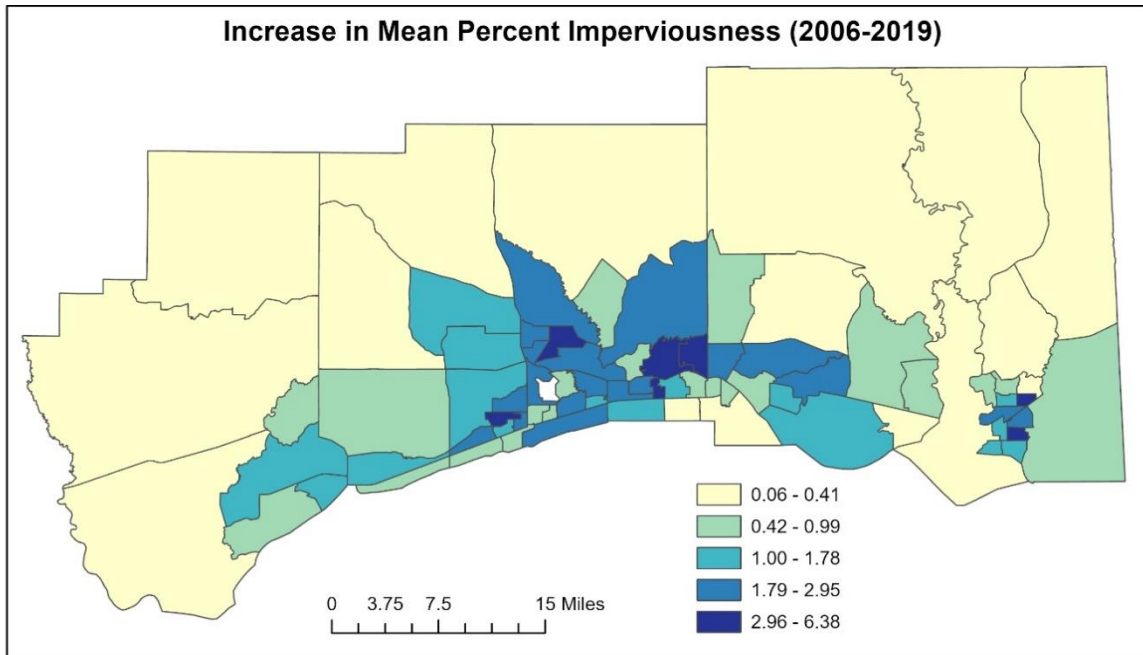 Increase in Mean Percent Imperviousness (2006-2019)
0.06 - 0.41
0.42 - 0.99
1.00 - 1.78
1.79 - 2.95
2.96 - 6.38
0 3.75 7.5 15 Miles